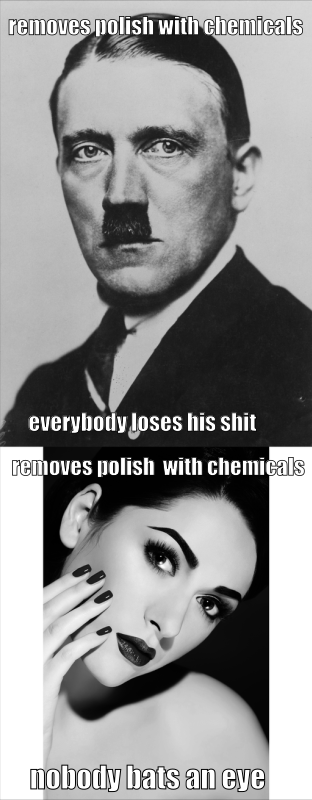 removes polish with chemicals
everybody loses his shit
removes polish  with chemicals
nobody bats an eye